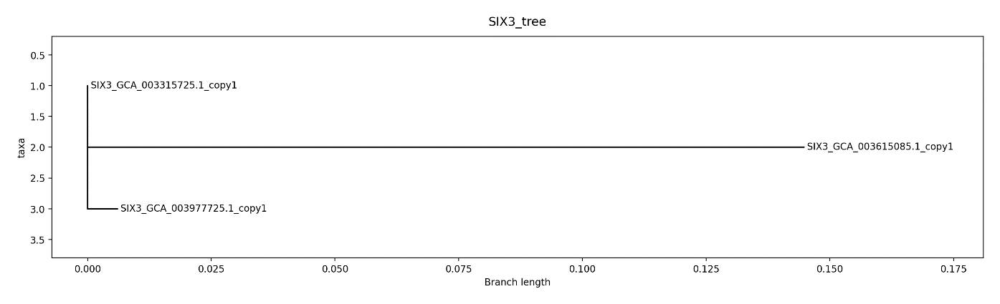 SIX3_tree
0.5
1.0
1.5
2.0
2.5
3.0
3.5
taxa
SIX3_GCA_003315725.1_copy1
SIX3_GCA_003615085.1_copy1
SIX3_GCA_003977725.1_copy1
0.000 0.025 0.050 0.075 0.100 0.125 0.150 0.175
Branch length